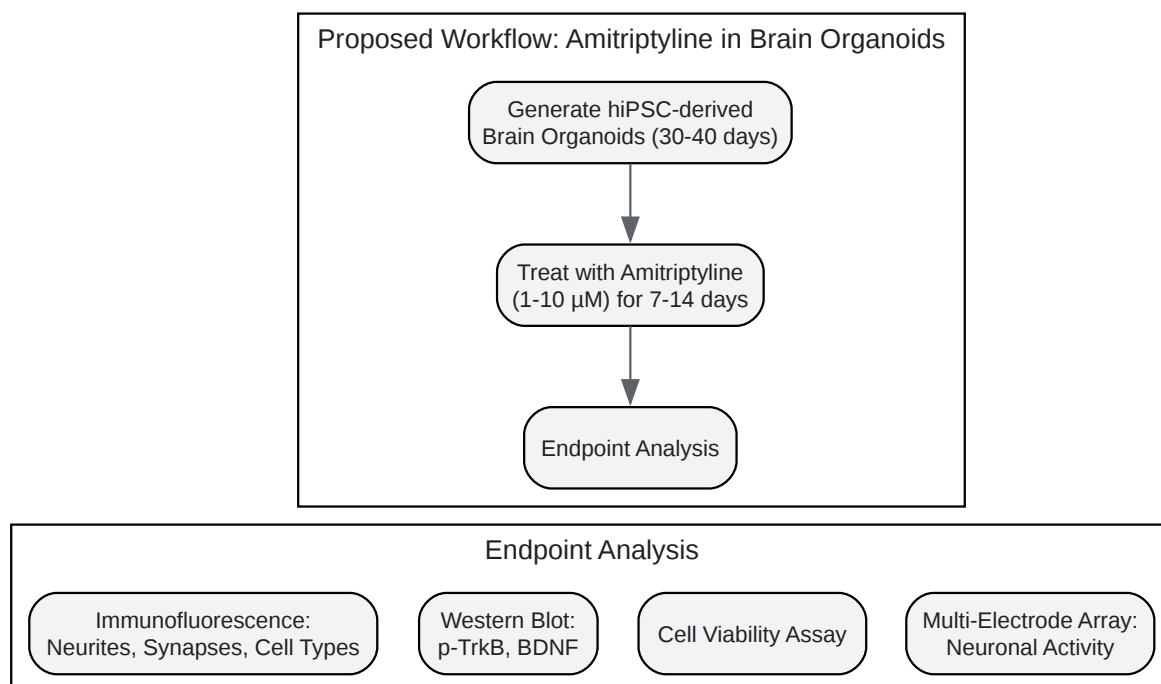 Proposed Workflow: Amitriptyline in Brain Organoids
Generate hiPSC-derived
Brain Organoids (30-40 days)
Treat with Amitriptyline
(1-10 µM) for 7-14 days
Endpoint Analysis
Endpoint Analysis
Immunofluorescence:
Neurites, Synapses, Cell Types
Western Blot:
p-TrkB, BDNF
Cell Viability Assay
Multi-Electrode Array:
Neuronal Activity